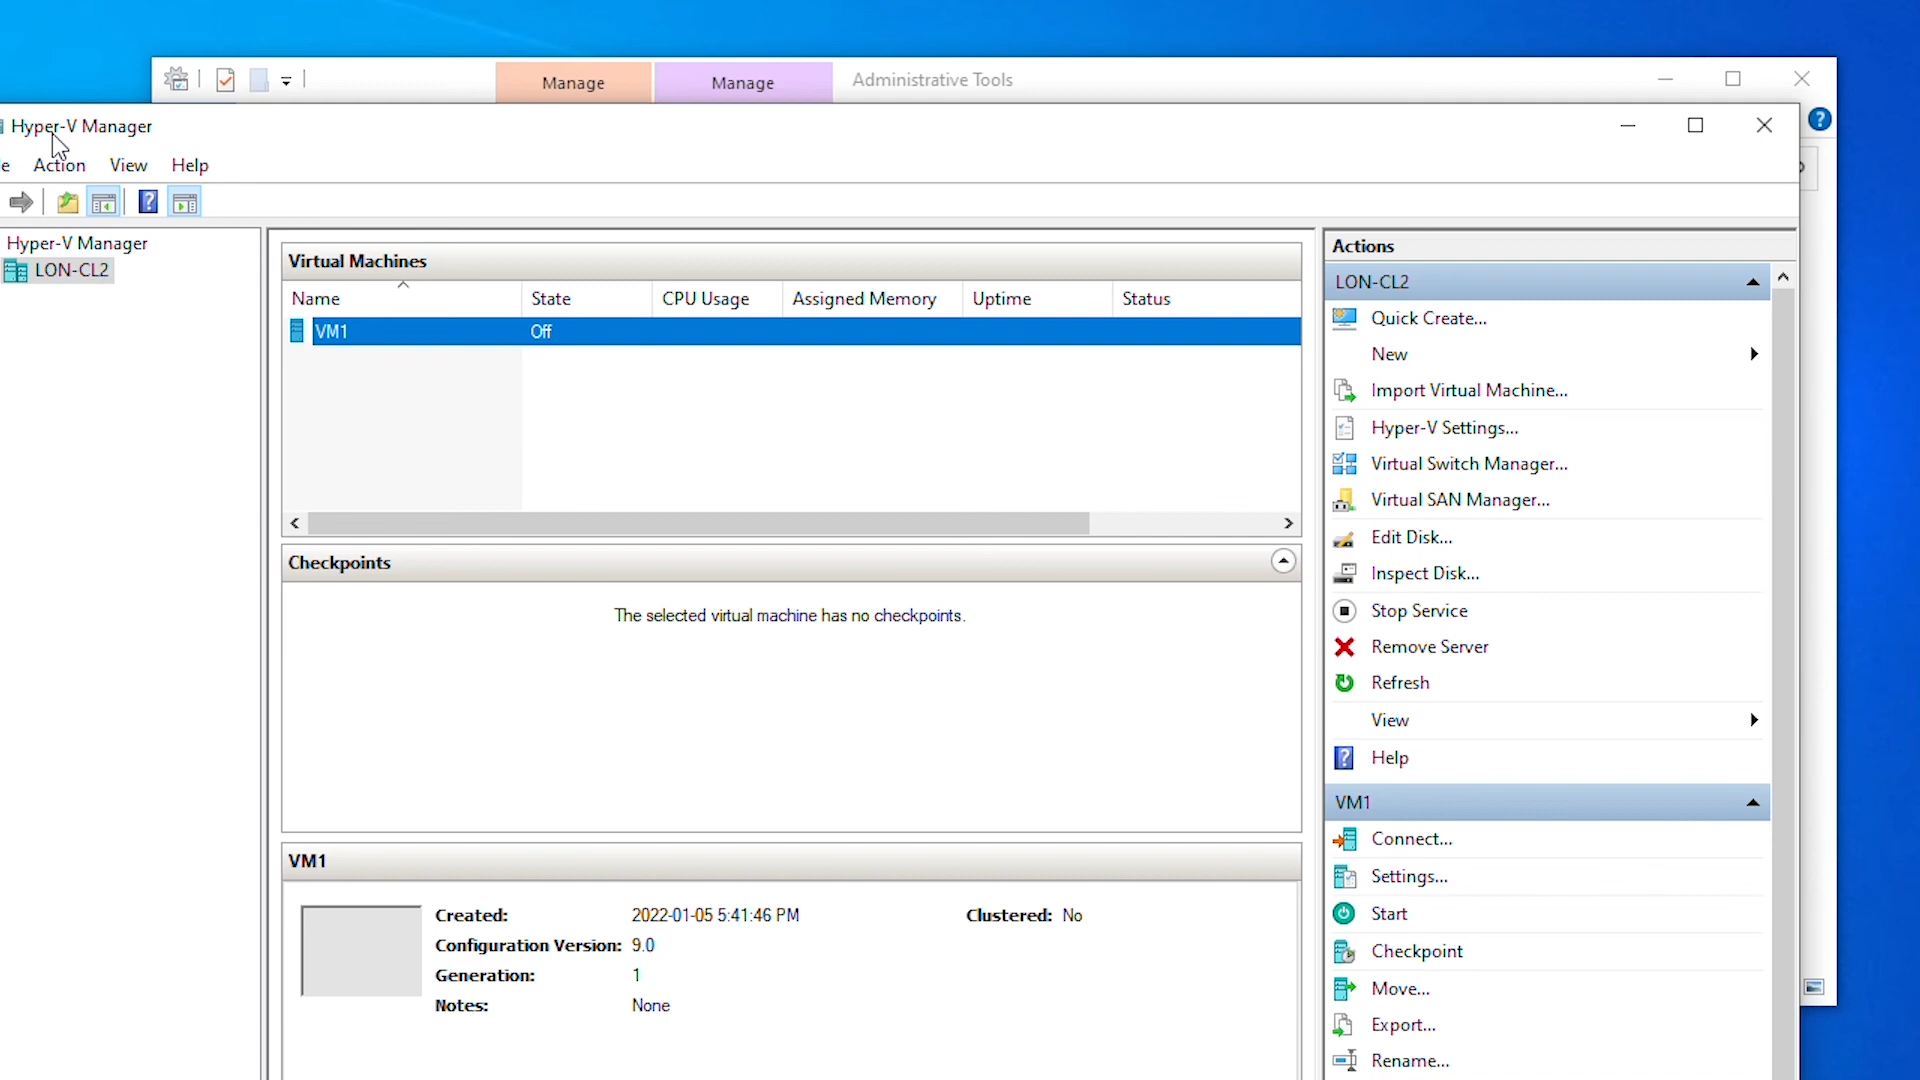 Manage
Manage
Administrative Tools
Hyper-V Manager
Action
View
Help
Hyper-V Manager
LON-CL2
Virtual Machines
Name
State
CPU Usage
Assigned Memory
Uptime
Status
VM1
Off
Checkpoints
The selected virtual machine has no checkpoints.
VM1
Created:
2022-01-05 5:41:46 PM
Clustered:
No
Configuration Version:
9.0
Generation:
1
Notes:
None
Actions
LON-CL2
Quick Create...
New
Import Virtual Machine...
Hyper-V Settings...
Virtual Switch Manager...
Virtual SAN Manager...
Edit Disk...
Inspect Disk...
Stop Service
Remove Server
Refresh
View
Help
VM1
Connect...
Settings...
Start
Checkpoint
Move...
Export...
Rename...